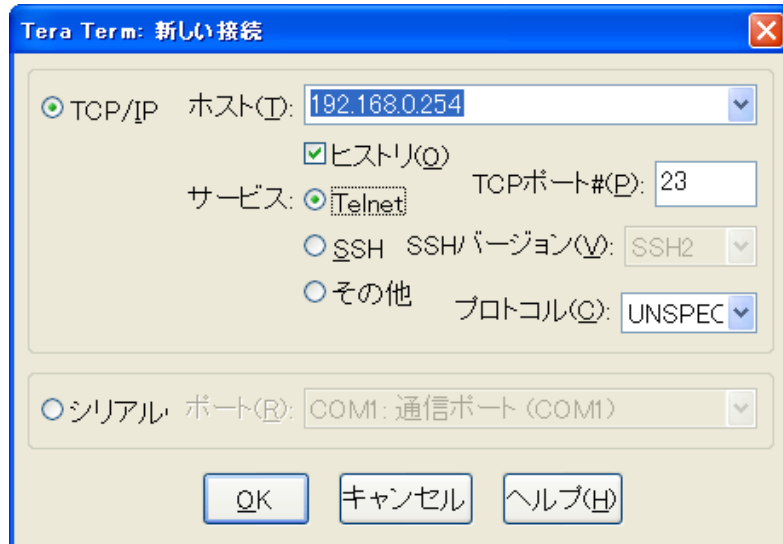 Tera Term: 新しい接続
TCP/IP ホスト(T): 192.168.0.254
ヒストリ(O)
サービス: Telnet TCPポート#(P): 23
SSH SSHバージョン(V): SSH2
その他 プロトコル(C): UNSPEC
シリアル ポート(R): COM1: 通信ポート (COM1)
OK キャンセル ヘルプ(H)